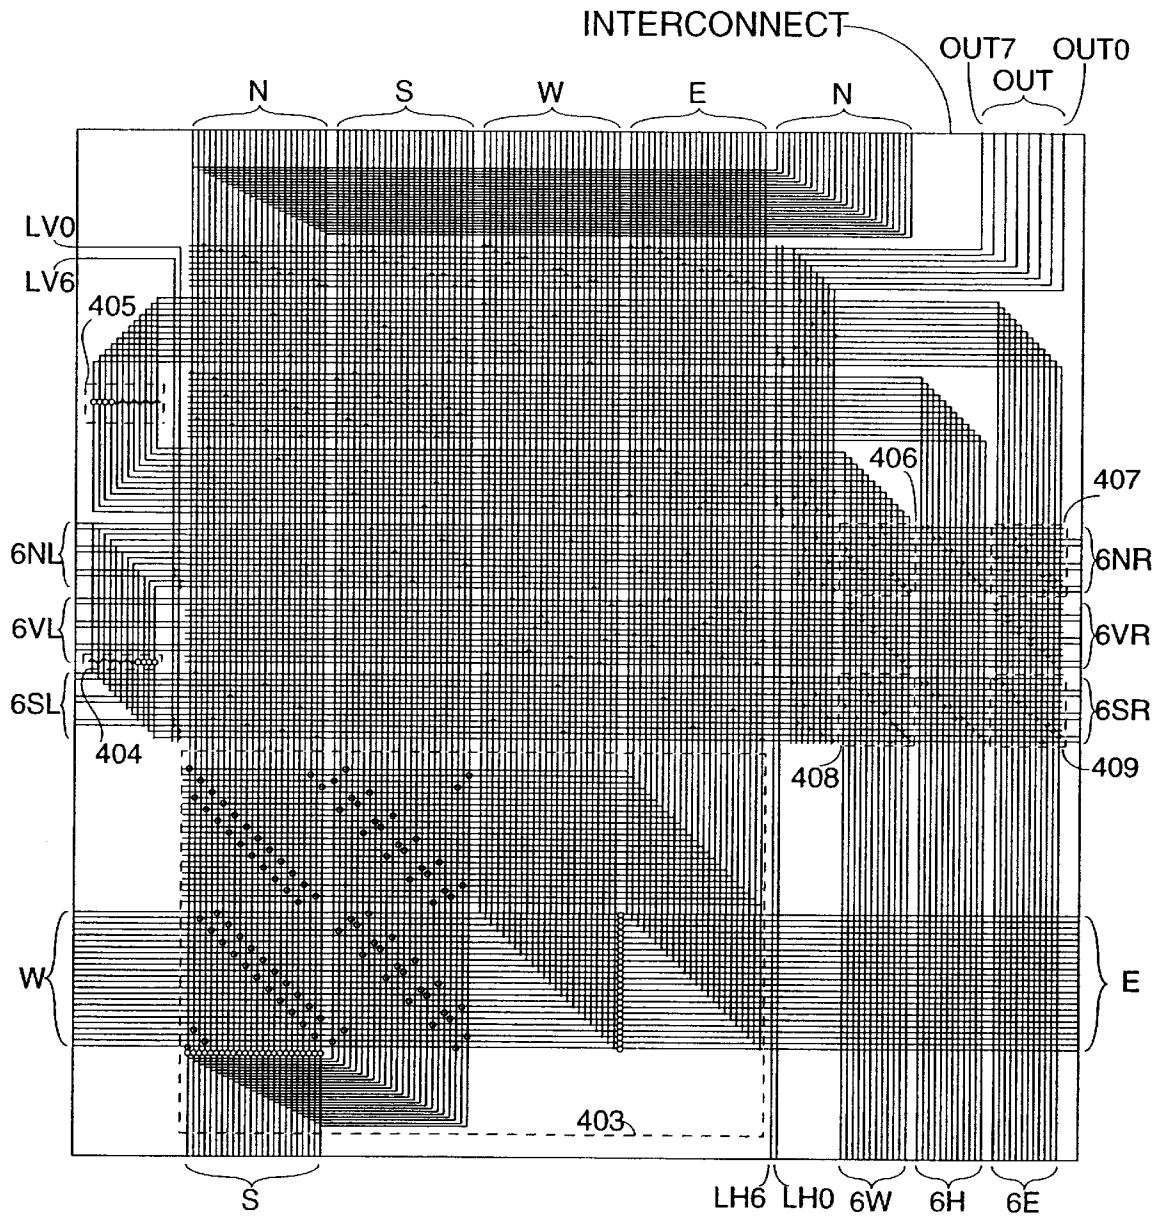 INTERCONNECT
OUT7
OUT0
OUT
N
S
W
E
N
LV0
LV6
405
406
407
6NL
6NR
6VL
6VR
6SL
6SR
404
408
409
W
E
403
S
LH6
LH0
6W
6H
6E